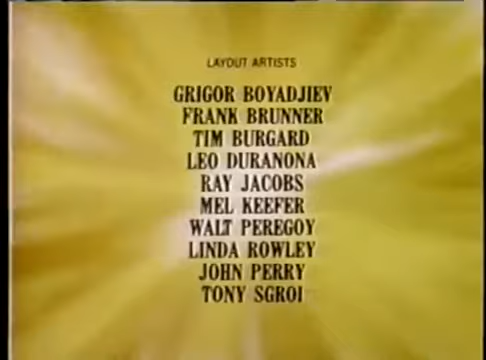 LAYOUT ARTISTS
GRIGOR BOYADJIEV
FRANK BRUNNER
TIM BURGARD
LEO DURANONA
RAY JACOBS
MEL KEEFER
WALT PEREGOY
LINDA ROWLEY
JOHN PERRY
TONY SGROI